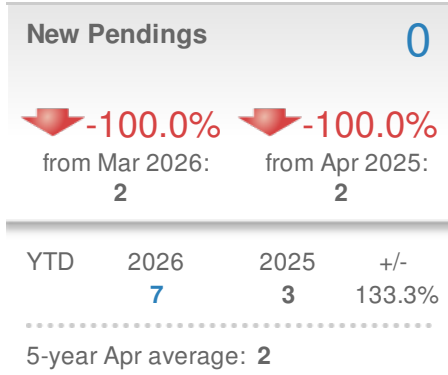 New Pendings 0
-100.0% -100.0%
from Mar 2026: from Apr 2025:
2 2
YTD 2026 2025 +/-
7 3 133.3%
5-year Apr average: 2